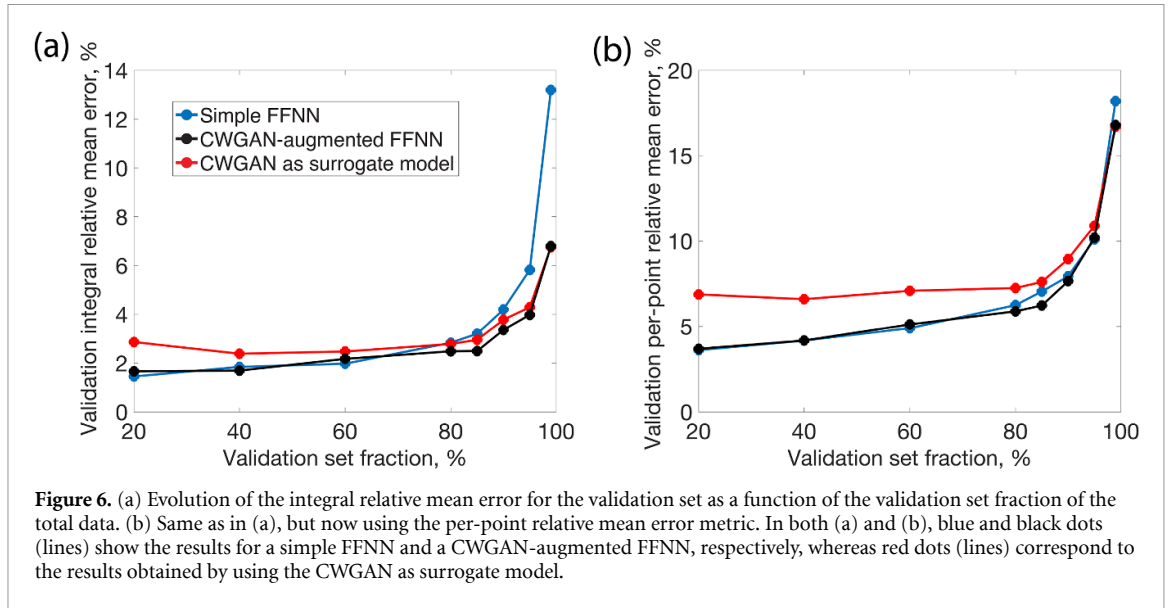 (a)
Validation integral relative mean error, %
14
12
10
8
6
4
2
0
Simple FFNN
CWGAN-augmented FFNN
CWGAN as surrogate model
20
40
60
80
100
Validation set fraction, %
(b)
Validation per-point relative mean error, %
20
15
10
5
0
20
40
60
80
100
Validation set fraction, %
Figure 6. (a) Evolution of the integral relative mean error for the validation set as a function of the validation set fraction of the
total data. (b) Same as in (a), but now using the per-point relative mean error metric. In both (a) and (b), blue and black dots
(lines) show the results for a simple FFNN and a CWGAN-augmented FFNN, respectively, whereas red dots (lines) correspond to
the results obtained by using the CWGAN as surrogate model.